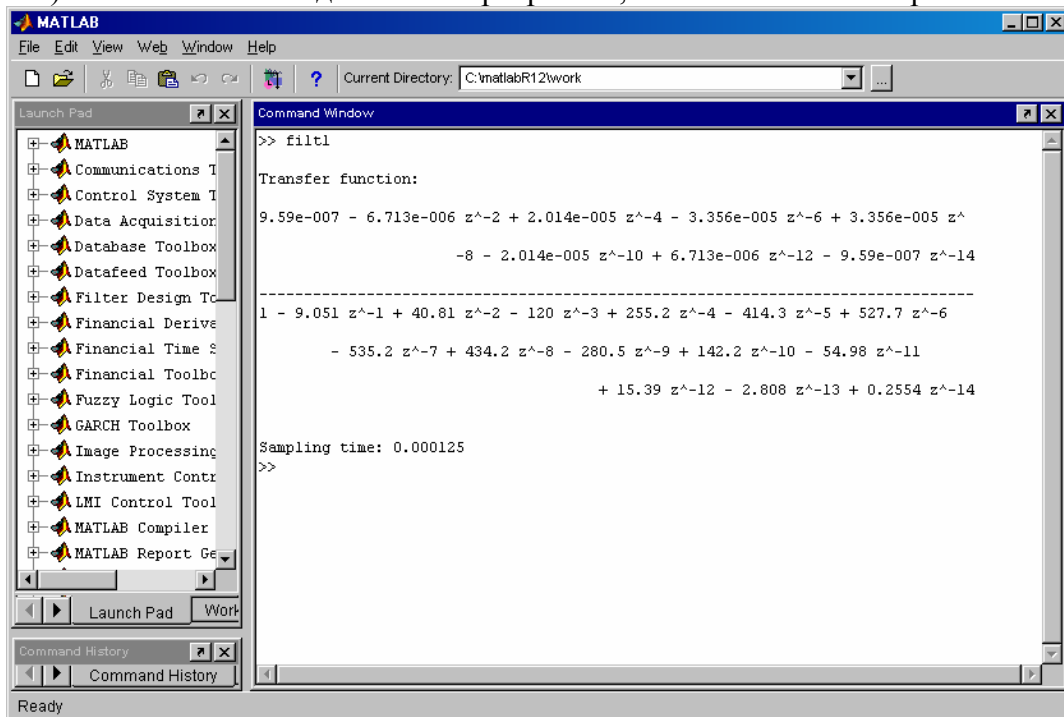 MATLAB
File Edit View Web Window Help
Current Directory: C:\matlabR12\work
...
Launch Pad
MATLAB
Communications T
Control System T
Data Acquisition
Database Toolbox
Datafeed Toolbox
Filter Design To
Financial Deriva
Financial Time S
Financial Toolbo
Fuzzy Logic Tool
GARCH Toolbox
Image Processing
Instrument Contr
LMI Control Tool
MATLAB Compiler
MATLAB Report Ge
Launch Pad Work
Command History
Command History
Ready
Command Window
>> filt1
Transfer function:
9.59e-007 - 6.713e-006 z^-2 + 2.014e-005 z^-4 - 3.356e-005 z^-6 + 3.356e-005 z^
-8 - 2.014e-005 z^-10 + 6.713e-006 z^-12 - 9.59e-007 z^-14
-------------------------------------------------------------------------------
1 - 9.051 z^-1 + 40.81 z^-2 - 120 z^-3 + 255.2 z^-4 - 414.3 z^-5 + 527.7 z^-6
- 535.2 z^-7 + 434.2 z^-8 - 280.5 z^-9 + 142.2 z^-10 - 54.98 z^-11
+ 15.39 z^-12 - 2.808 z^-13 + 0.2554 z^-14
Sampling time: 0.000125
>>